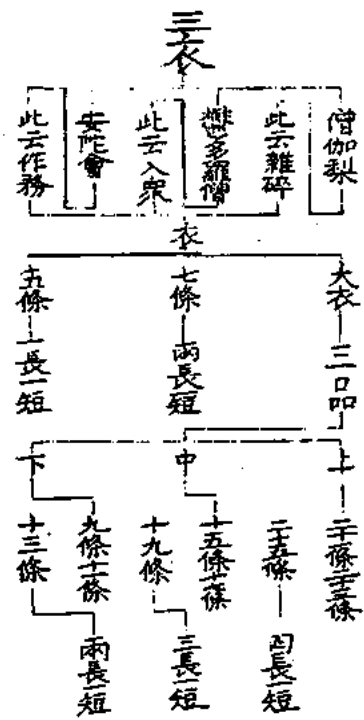 三衣
僧伽梨
此云雜碎
鬱多羅僧
此云入眾
安陀會
此云作務
衣
大衣
三品
七條
兩長一短
五條
一長一短
上
中
下
二十一條二十三條
二十五條
四長一短
十五條十七條
十九條
三長一短
九條十一條
十三條
兩長一短